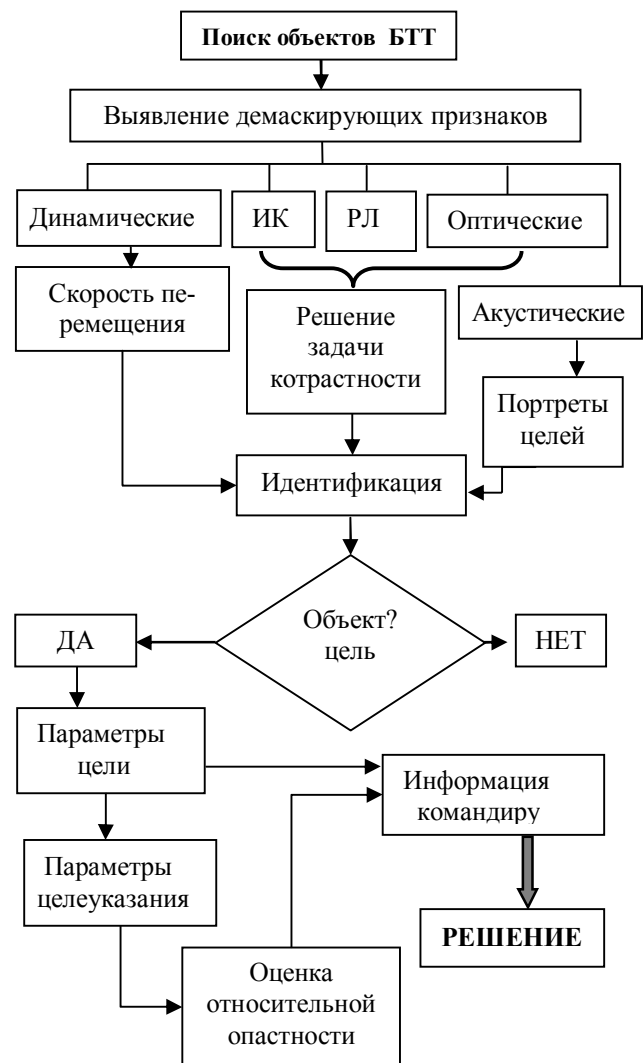 Поиск объектов БТТ
Выявление демаскирующих признаков
Динамические
ИК
РЛ
Оптические
Скорость пе-
ремещения
Решение
задачи
котрастности
Акустические
Портреты
целей
Идентификация
Объект?
цель
ДА
НЕТ
Параметры
цели
Информация
командиру
Параметры
целеуказания
РЕШЕНИЕ
Оценка
относительной
опастности